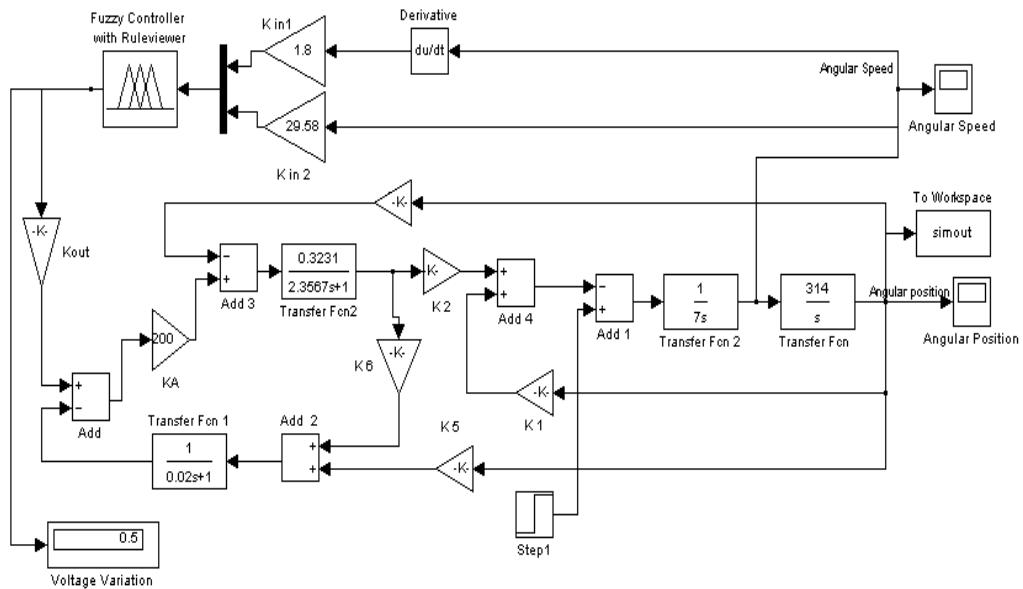 Fuzzy Controller
with Ruleviewer
K in1
1.8
Derivative
du/dt
Angular Speed
Angular Speed
29.58
K in 2
-K-
To Workspace
simout
-K-
Kout
Add 3
0.3231
2.3567s+1
Transfer Fcn2
K-
K2
Add 4
Add 1
1
7s
Transfer Fcn 2
314
s
Transfer Fcn
Angular position
Angular Position
200
KA
-K-
K6
-K-
K1
Add
Transfer Fcn 1
1
0.02s+1
Add 2
K5
-K-
Step1
0.5
Voltage Variation